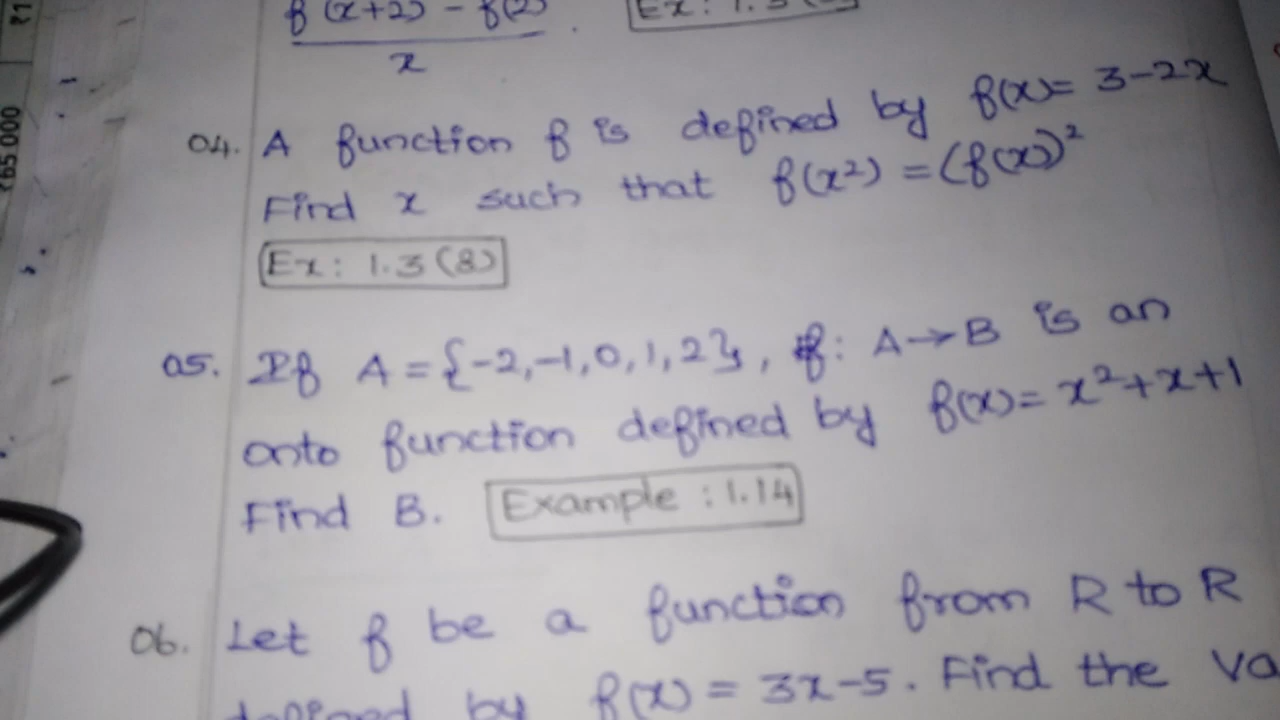 f(x+2) - f(2)
x
04. A function f is defined by f(x)= 3-2x
Find x such that f(x²) = (f(x))²
Ex: 1.3 (8)
05. If A = {-2,-1,0,1,2}, f: A→B is an
onto function defined by f(x)= x²+x+1
Find B. Example : 1.14
06. Let f be a function from R to R
defined by f(x) = 3x-5. Find the